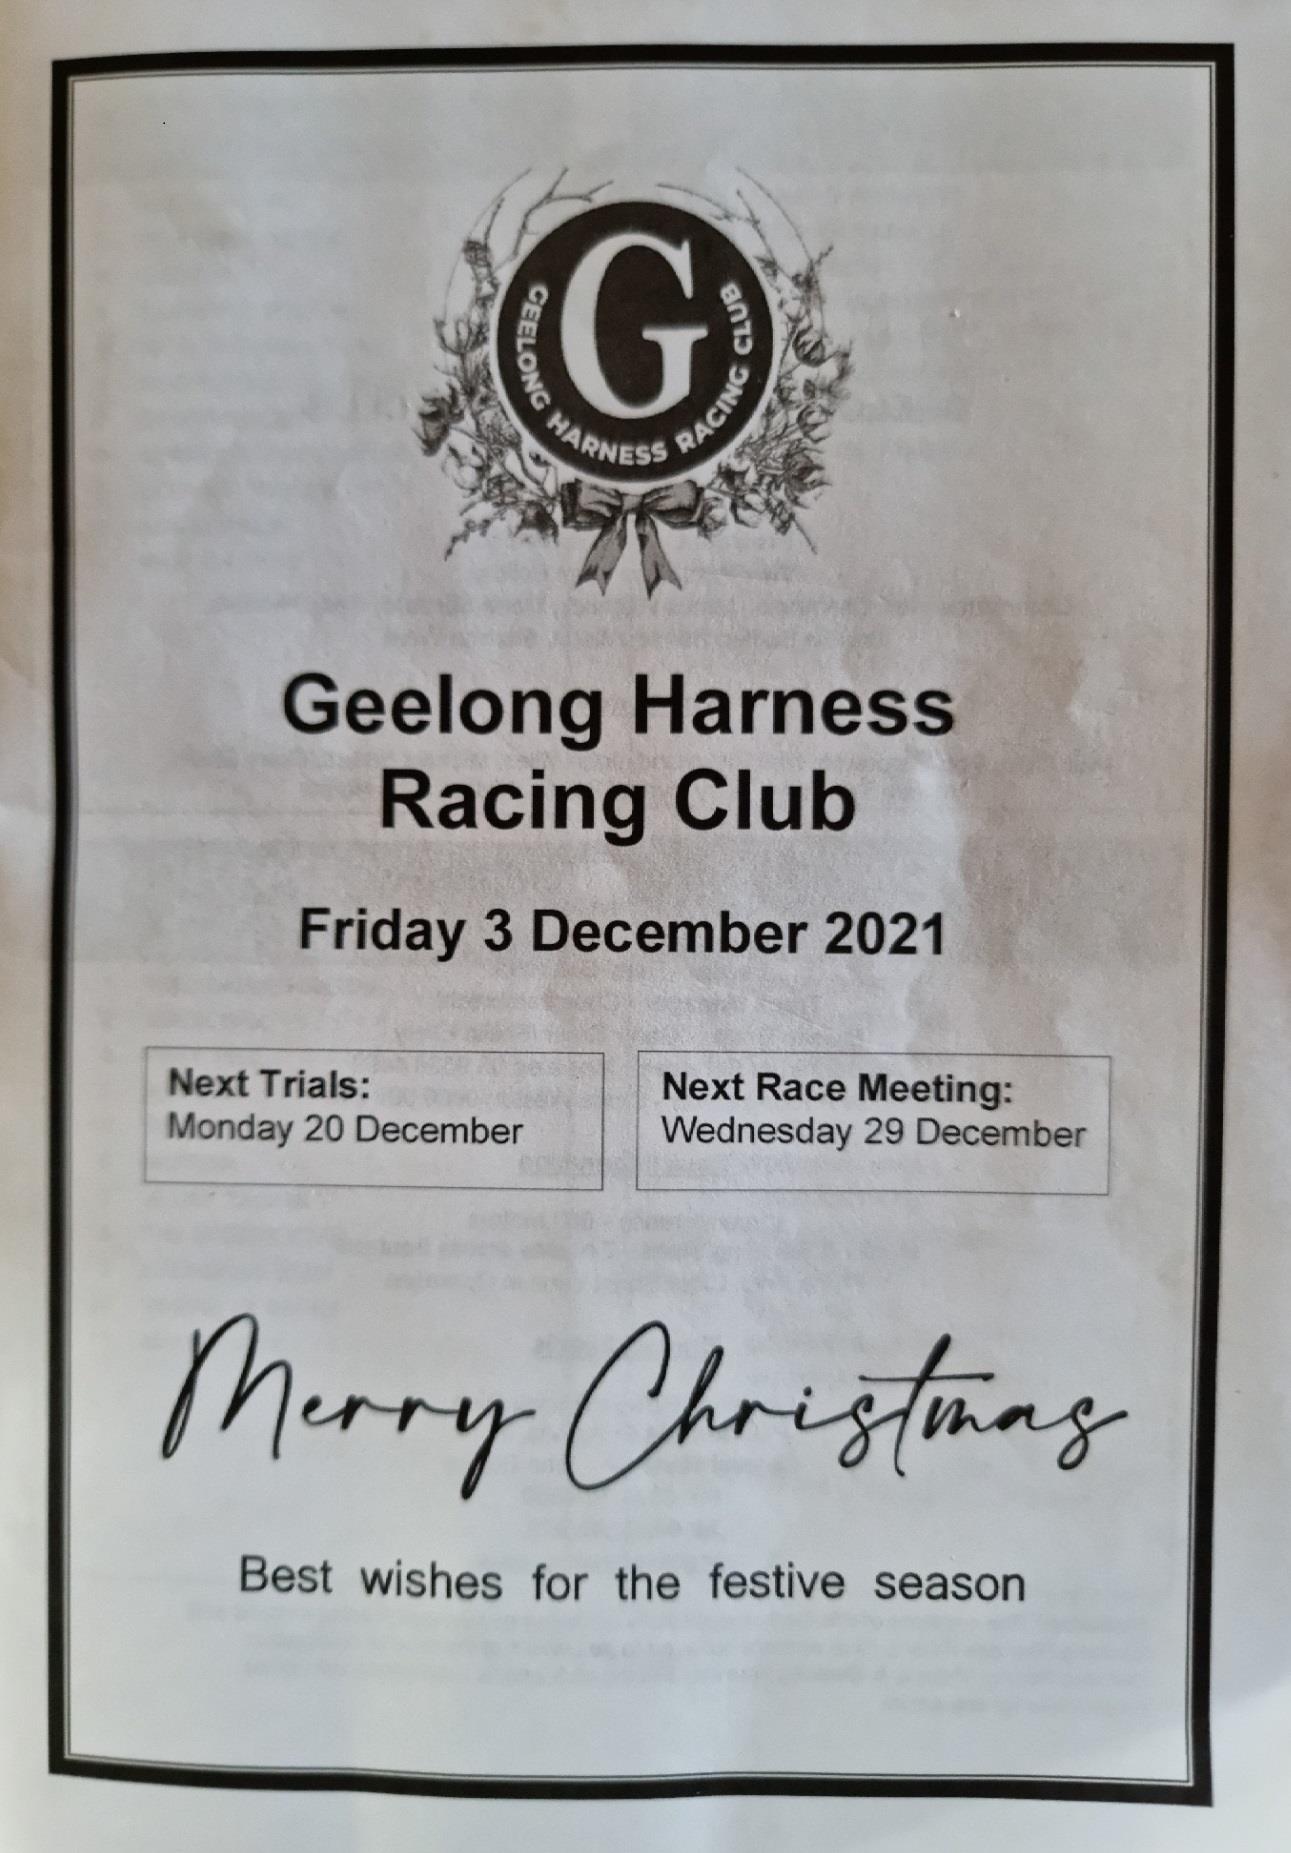 G
GEELONG HARNESS RACING CLUB
Geelong Harness
Racing Club
Friday 3 December 2021
Next Trials:
Monday 20 December
Next Race Meeting:
Wednesday 29 December
Merry Christmas
Best wishes for the festive season